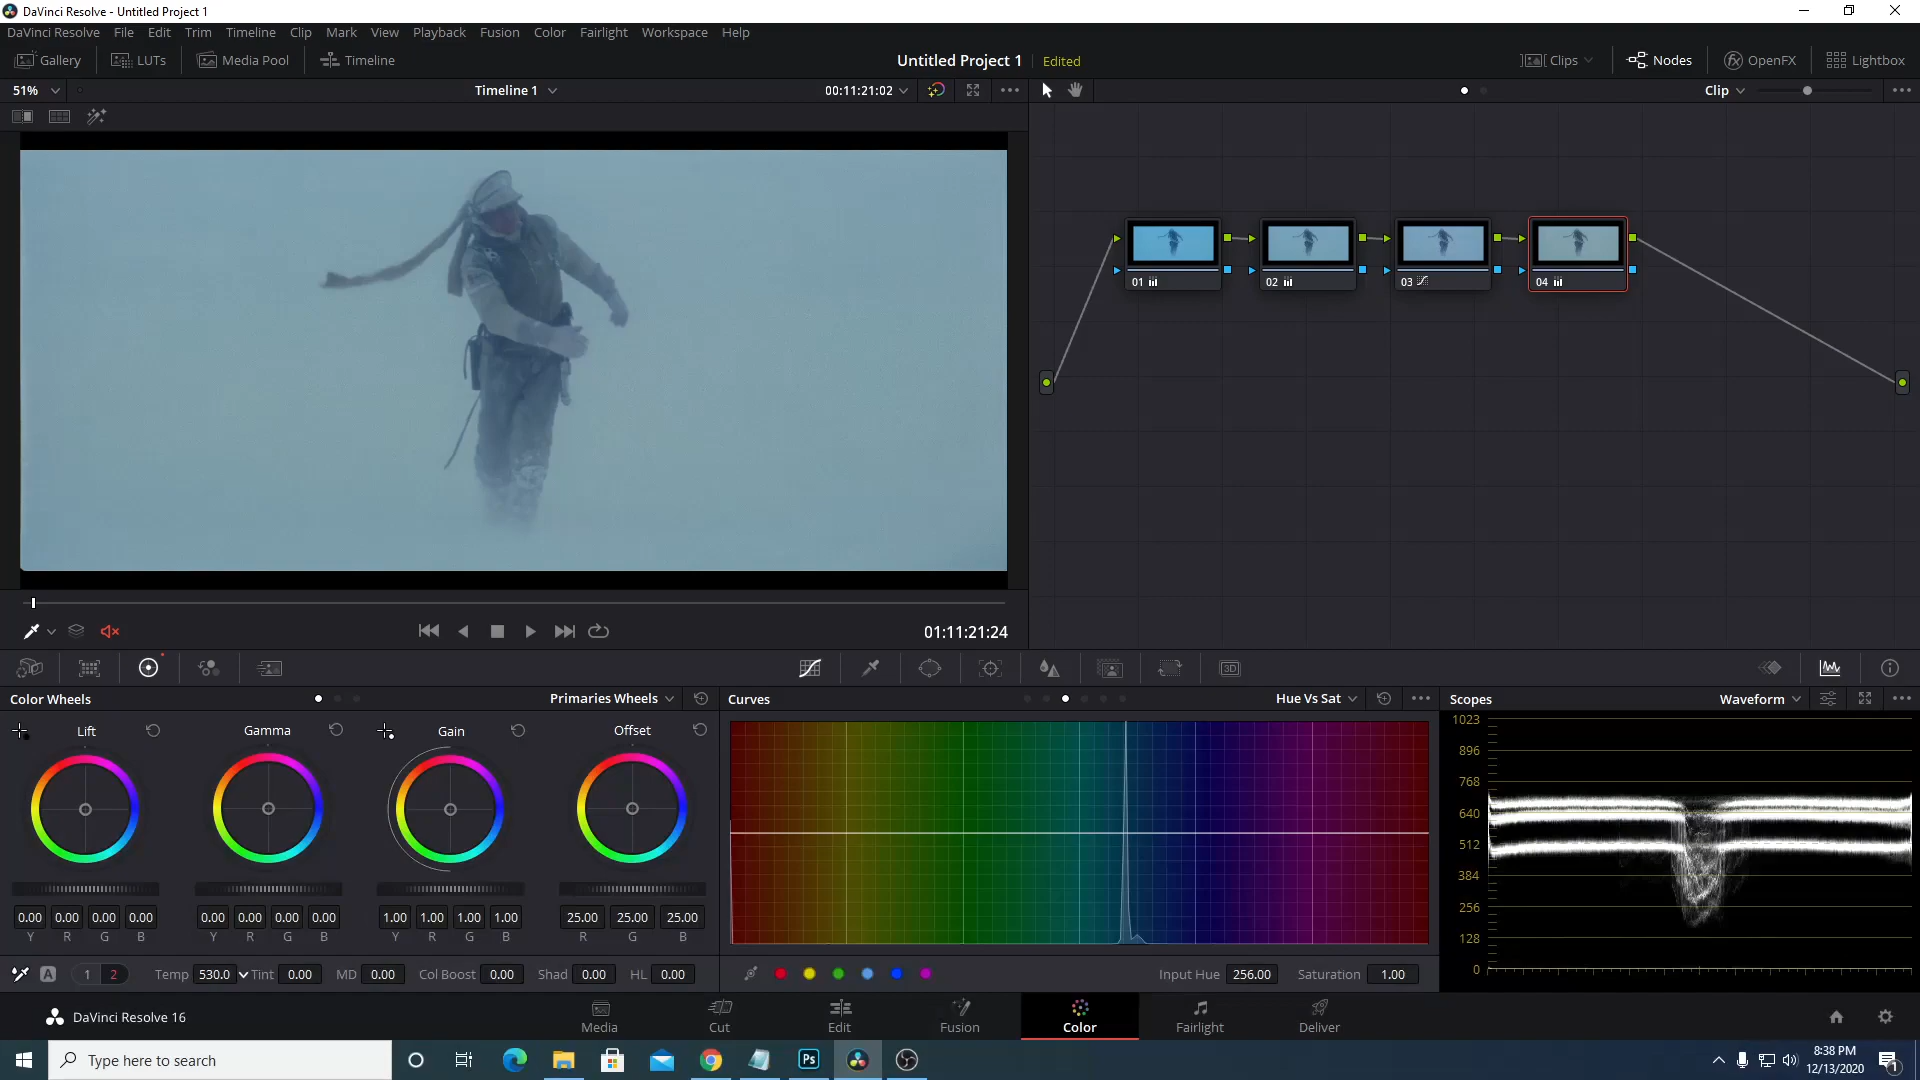 DaVinci Resolve - Untitled Project 1
DaVinci Resolve File Edit Trim Timeline Clip Mark View Playback Fusion Color Fairlight Workspace Help
Gallery LUTs Media Pool Timeline Untitled Project 1 Edited Clips Nodes OpenFX Lightbox
51% Timeline 1 00:11:21:02 Clip
01 02 03 04
01:11:21:24
3D
Color Wheels Primaries Wheels Curves Hue Vs Sat Scopes Waveform
Lift Gamma Gain Offset
1023
896
768
640
512
384
256
128
0
0.00 0.00 0.00 0.00 0.00 0.00 0.00 0.00 1.00 1.00 1.00 1.00 25.00 25.00 25.00
Y R G B Y R G B Y R G B R G B
A 1 2 Temp 530.0 Tint 0.00 MD 0.00 Col Boost 0.00 Shad 0.00 HL 0.00 Input Hue 256.00 Saturation 1.00
DaVinci Resolve 16 Media Cut Edit Fusion Color Fairlight Deliver
Type here to search Ps 8:38 PM
12/13/2020 1